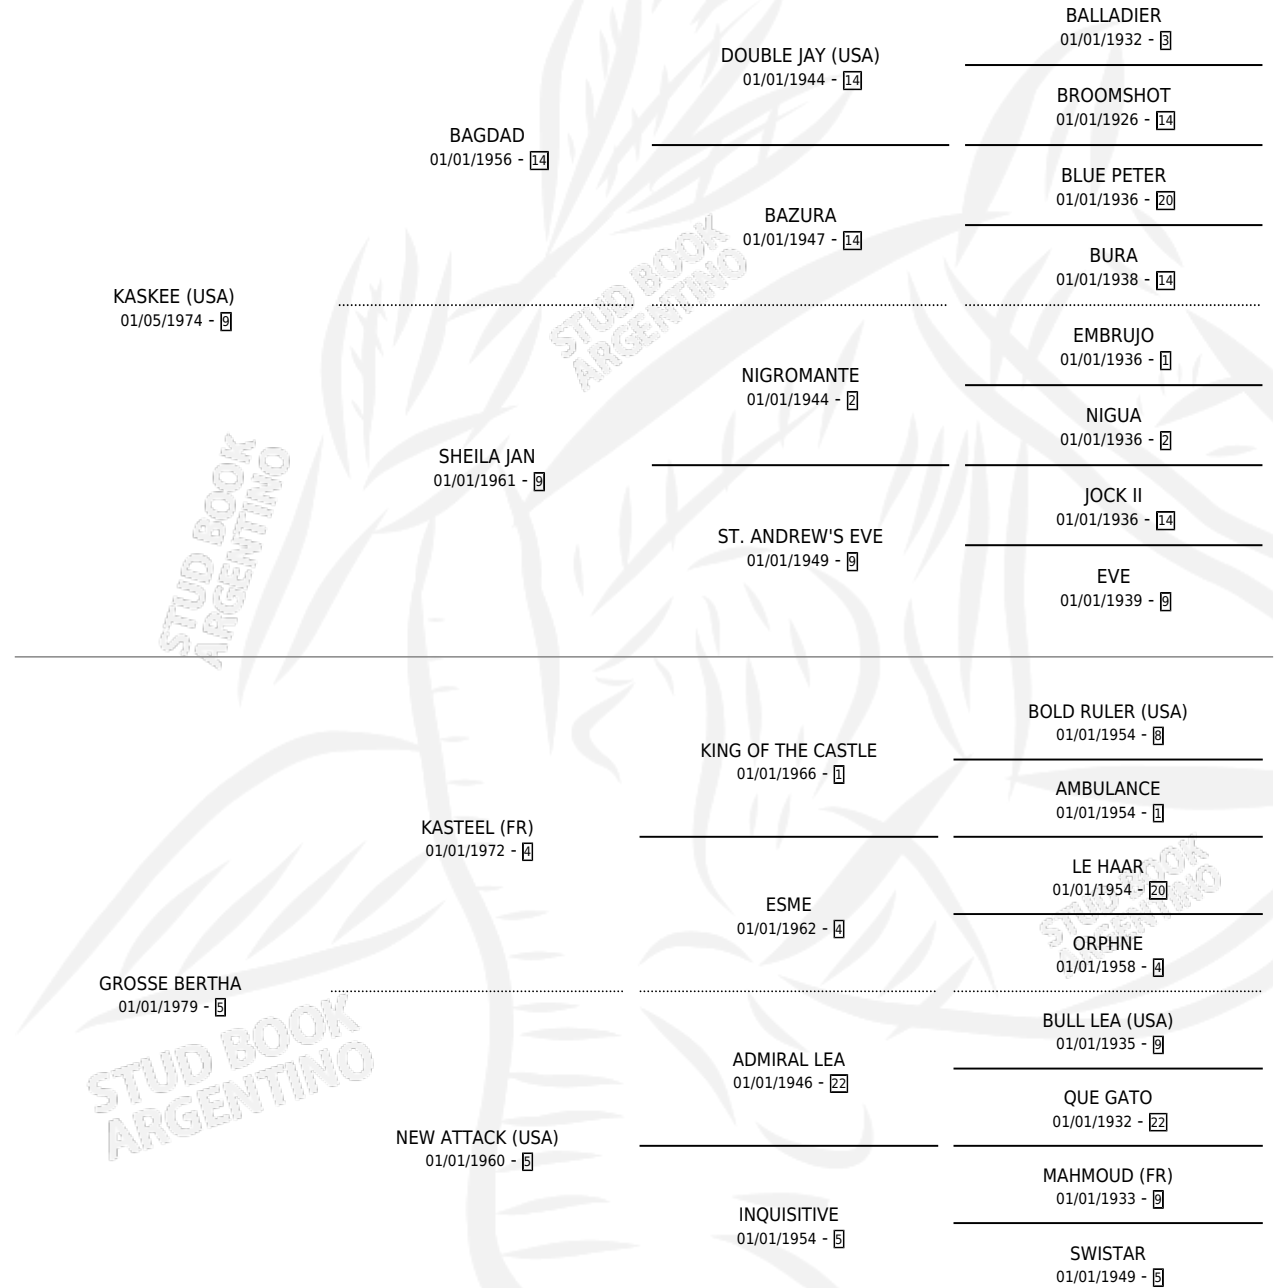 BALLADIER
01/01/1932 - 3
DOUBLE JAY (USA)
01/01/1944 - 14
BROOMSHOT
01/01/1926 - 14
BAGDAD
01/01/1956 - 14
BLUE PETER
01/01/1936 - 20
BAZURA
01/01/1947 - 14
BURA
01/01/1938 - 14
KASKEE (USA)
01/05/1974 - 9
EMBRUJO
01/01/1936 - 1
NIGROMANTE
01/01/1944 - 2
NIGUA
01/01/1936 - 2
SHEILA JAN
01/01/1961 - 9
JOCK II
01/01/1936 - 14
ST. ANDREW'S EVE
01/01/1949 - 9
EVE
01/01/1939 - 9
BOLD RULER (USA)
01/01/1954 - 8
KING OF THE CASTLE
01/01/1966 - 1
AMBULANCE
01/01/1954 - 1
KASTEEL (FR)
01/01/1972 - 4
LE HAAR
01/01/1954 - 20
ESME
01/01/1962 - 4
ORPHNE
01/01/1958 - 4
GROSSE BERTHA
01/01/1979 - 5
BULL LEA (USA)
01/01/1935 - 9
ADMIRAL LEA
01/01/1946 - 22
QUE GATO
01/01/1932 - 22
NEW ATTACK (USA)
01/01/1960 - 5
MAHMOUD (FR)
01/01/1933 - 9
INQUISITIVE
01/01/1954 - 5
SWISTAR
01/01/1949 - 5
STUD BOOK
ARGENTINO
STUD BOOK
ARGENTINO
STUD BOOK
ARGENTINO
STUD BOOK
ARGENTINO